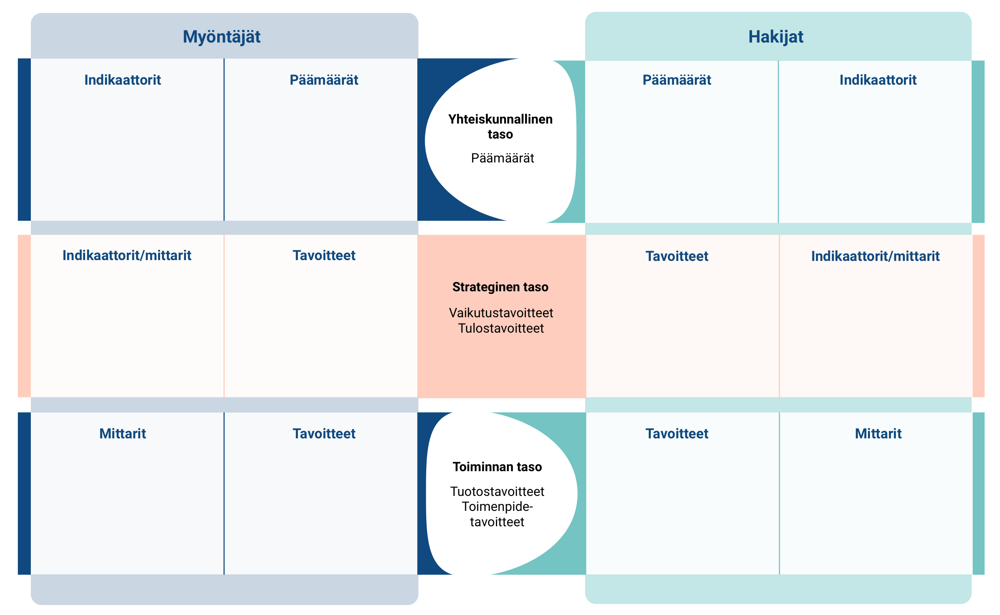 Myöntäjät
Hakijat
Indikaattorit
Päämäärät
Yhteiskunnallinen
taso
Päämäärät
Päämäärät
Indikaattorit
Indikaattorit/mittarit
Tavoitteet
Strateginen taso
Vaikutustavoitteet
Tulostavoitteet
Tavoitteet
Indikaattorit/mittarit
Mittarit
Tavoitteet
Toiminnan taso
Tuotostavoitteet
Toimenpide-
tavoitteet
Tavoitteet
Mittarit